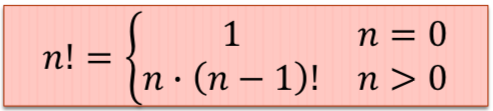 n! = { 1 n = 0
n · (n − 1)! n > 0